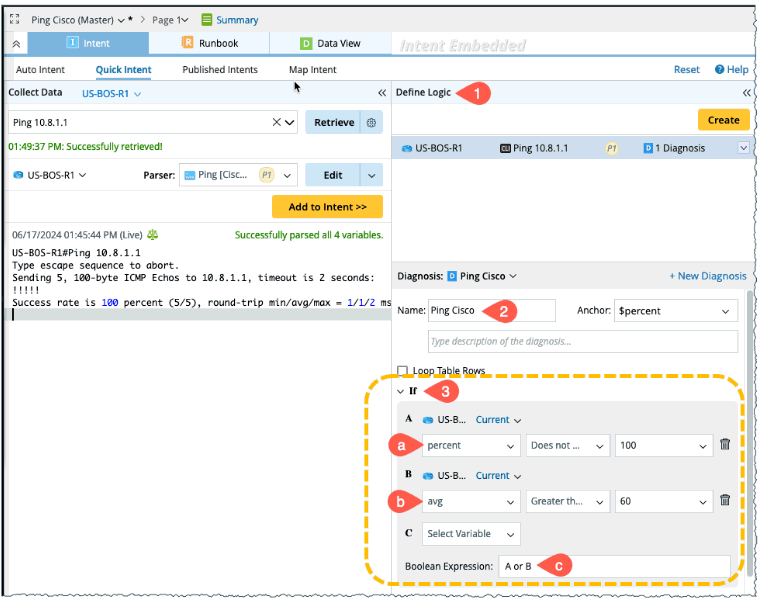 Ping Cisco (Master) * > Page 1 Summary
Intent Runbook Data View Intent Embedded
Auto Intent Quick Intent Published Intents Map Intent Reset Help
Collect Data US-BOS-R1 Define Logic 1
Ping 10.8.1.1 Retrieve Create
01:49:37 PM: Successfully retrieved!
US-BOS-R1 Ping 10.8.1.1 P1 1 Diagnosis
US-BOS-R1 Parser: Ping [Cisc... P1 Edit
Add to Intent >>
06/17/2024 01:45:44 PM (Live) Successfully parsed all 4 variables.
US-BOS-R1#Ping 10.8.1.1
Type escape sequence to abort.
Sending 5, 100-byte ICMP Echos to 10.8.1.1, timeout is 2 seconds:
!!!!!
Success rate is 100 percent (5/5), round-trip min/avg/max = 1/1/2 ms
Diagnosis: D Ping Cisco + New Diagnosis
Name: Ping Cisco 2 Anchor: $percent
Type description of the diagnosis...
Loop Table Rows
If 3
A US-B... Current
a percent Does not ... 100
B US-B... Current
b avg Greater th... 60
C Select Variable
Boolean Expression: A or B c